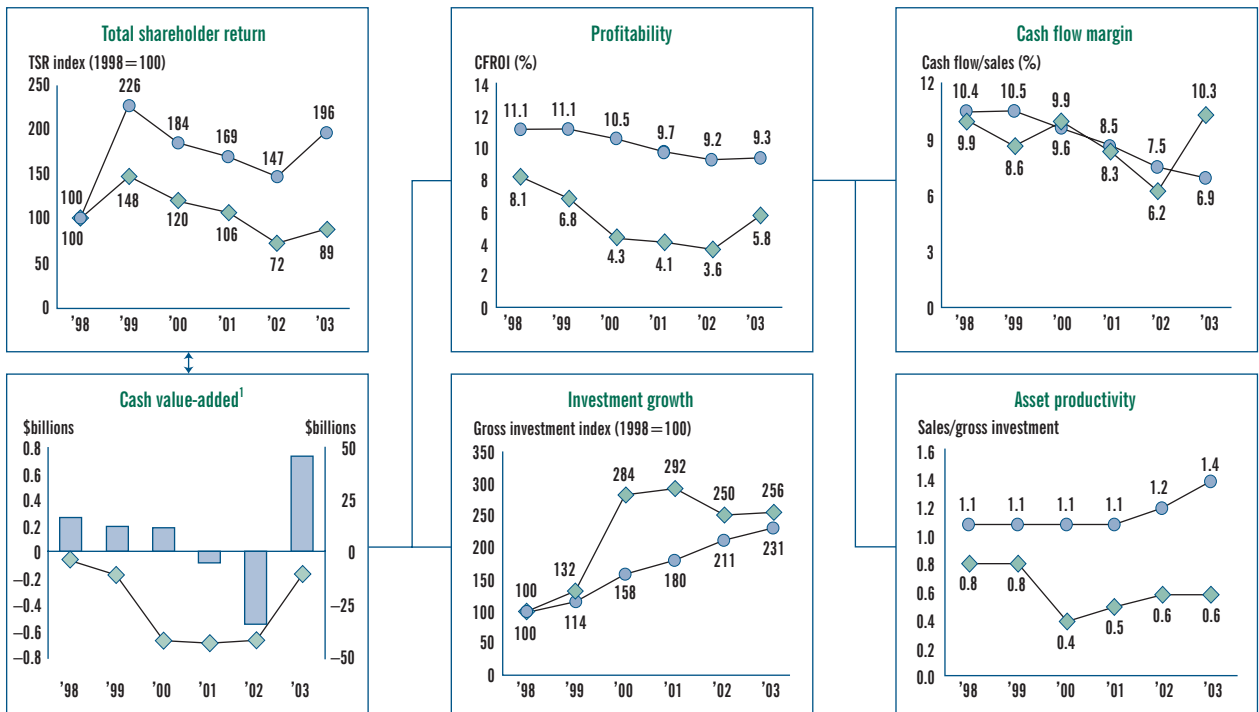 Total shareholder return
TSR index (1998=100)
250
200
150
100
50
0
226
184
169
147
196
100
100
148
120
106
72
89
'98 '99 '00 '01 '02 '03
Profitability
CFROI (%)
14
12
10
8
6
4
2
0
11.1 11.1 10.5 9.7 9.2 9.3
8.1 6.8 4.3 4.1 3.6 5.8
'98 '99 '00 '01 '02 '03
Cash flow margin
Cash flow/sales (%)
12
9
6
3
0
10.4 10.5 9.9 8.5 7.5 10.3
9.9 8.6 9.6 8.3 6.2 6.9
'98 '99 '00 '01 '02 '03
Cash value-added1
$billions $billions
0.8 50
0.6
0.4 25
0.2
0 0
–0.2
–0.4 –25
–0.6
–0.8 –50
'98 '99 '00 '01 '02 '03
Investment growth
Gross investment index (1998=100)
350
300
250
200
150
100
50
0
100 132 284 292 250 256
100 114 158 180 211 231
'98 '99 '00 '01 '02 '03
Asset productivity
Sales/gross investment
1.6
1.4
1.2
1.0
0.8
0.6
0.4
0.2
0.0
1.1 1.1 1.1 1.1 1.2 1.4
0.8 0.8 0.4 0.5 0.6 0.6
'98 '99 '00 '01 '02 '03